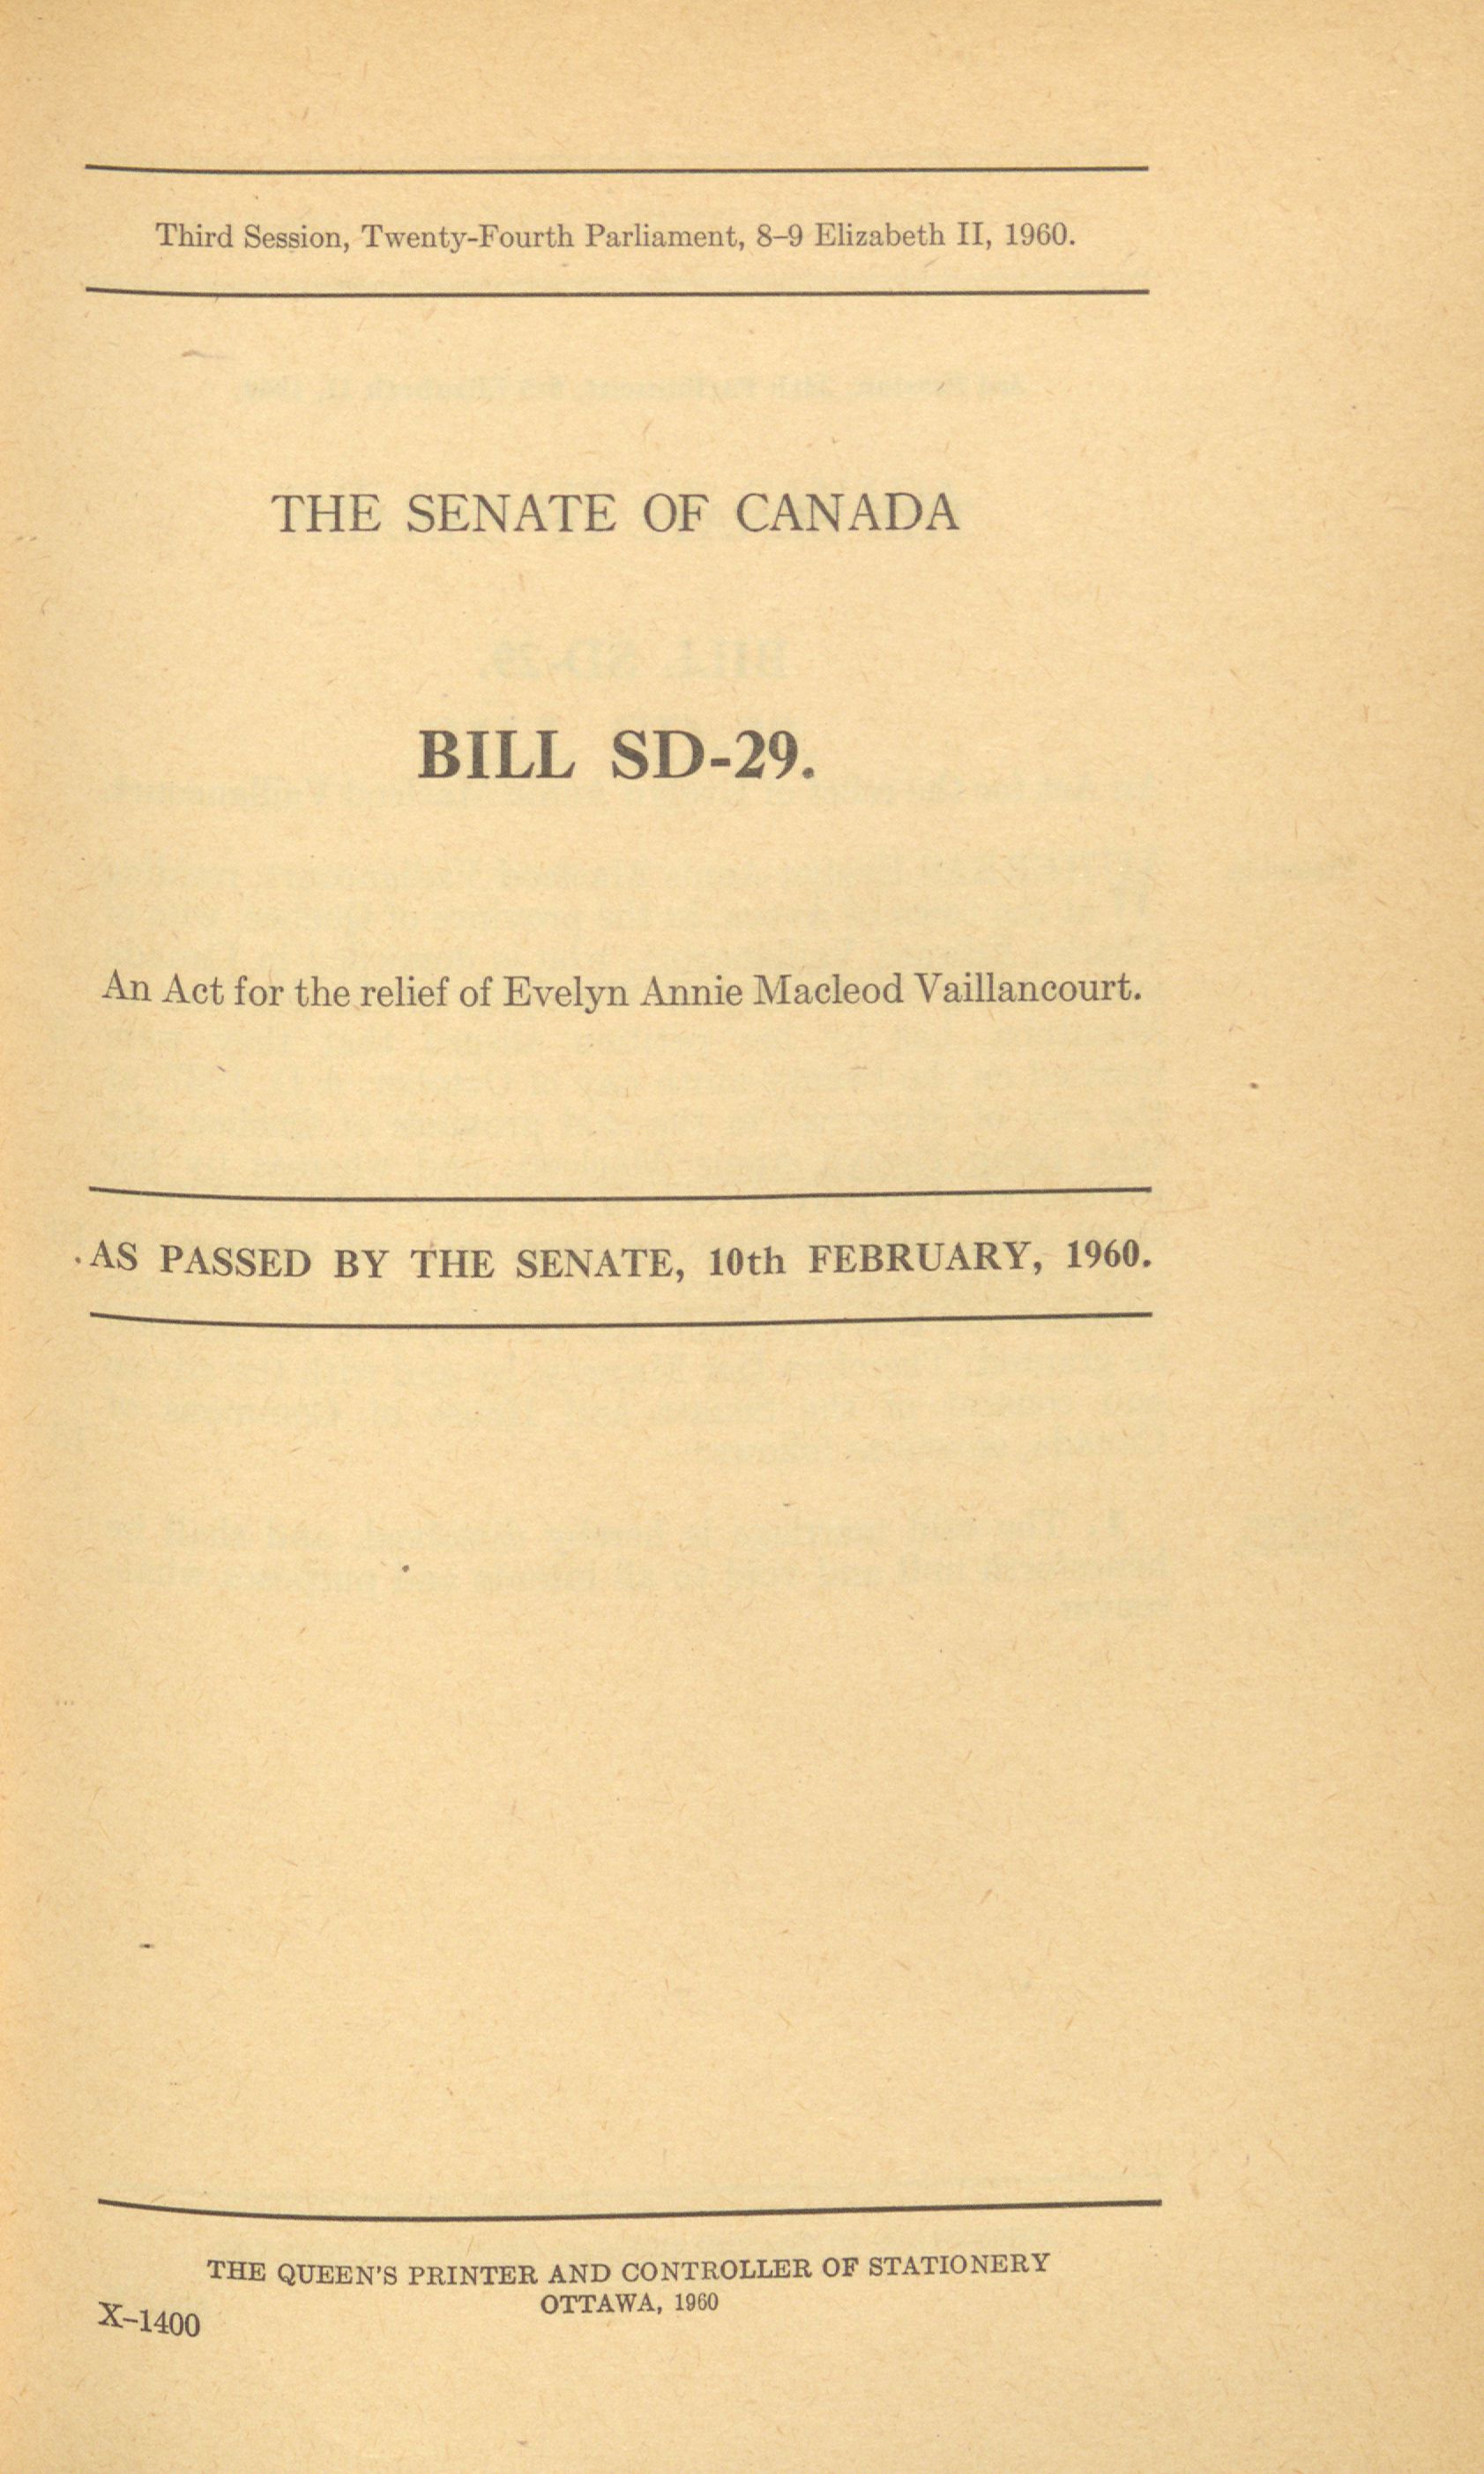 Third Session, Twenty-Fourth Parliament, 8–9 Elizabeth II, 1960.
THE SENATE OF CANADA
BILL SD-29.
An Act for the relief of Evelyn Annie Macleod Vaillancourt.
AS PASSED BY THE SENATE, 10th FEBRUARY, 1960.
THE QUEEN'S PRINTER AND CONTROLLER OF STATIONERY
OTTAWA, 1960
X–1400